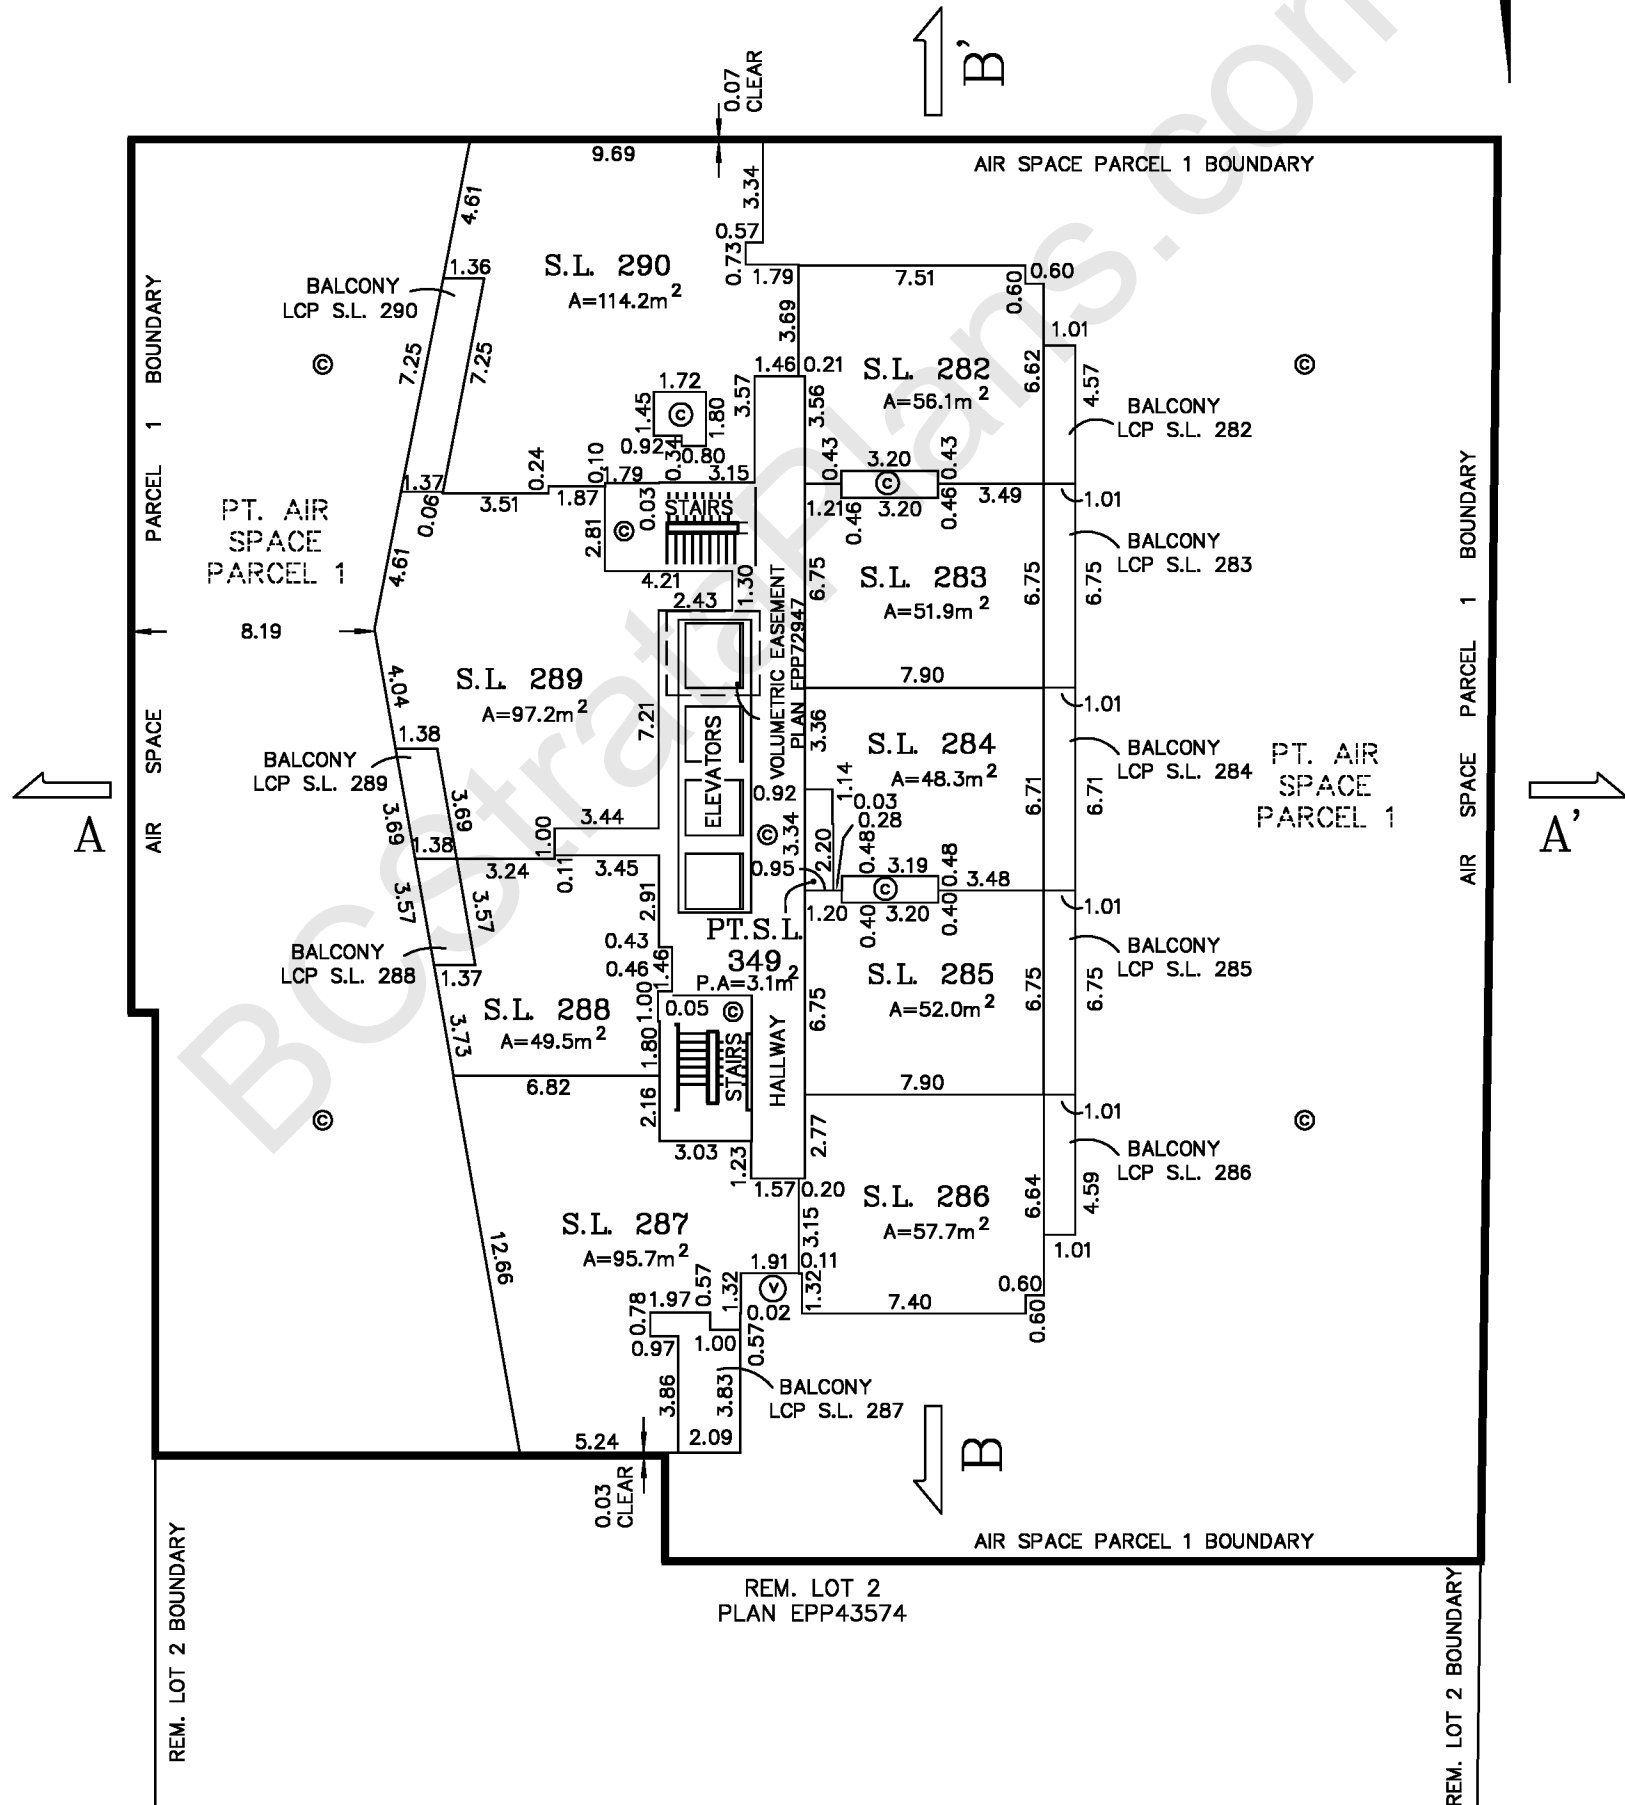 B'
0.07
CLEAR
9.69
AIR SPACE PARCEL 1 BOUNDARY
4.61
3.34
0.57
0.73
1.79
7.51
0.60
0.60
1.36
S.L. 290
A=114.2m²
BALCONY
LCP S.L. 290
7.25
7.25
3.69
1.01
1.46
0.21
S.L. 282
A=56.1m²
6.62
4.57
BALCONY
LCP S.L. 282
©
©
1.72
1.45
©
1.80
3.57
3.56
0.92
0.34
0.80
0.43
3.20
0.43
1.37
0.06
3.51
0.24
1.87
0.10
1.79
0.03
3.15
©
1.21
0.46
3.20
0.46
3.49
1.01
PT. AIR
SPACE
PARCEL 1
STAIRS
©
2.81
4.61
4.21
1.30
2.43
6.75
S.L. 283
A=51.9m²
6.75
6.75
BALCONY
LCP S.L. 283
VOLUMETRIC EASEMENT
PLAN EPP72947
8.19
7.90
1.01
S.L. 289
A=97.2m²
4.04
7.21
1.38
BALCONY
LCP S.L. 289
3.69
3.69
ELEVATORS
3.36
S.L. 284
A=48.3m²
6.71
6.71
BALCONY
LCP S.L. 284
PT. AIR
SPACE
PARCEL 1
A
A'
0.92
1.14
0.03
0.28
©
3.34
2.20
0.48
3.19
0.48
3.44
1.00
1.38
3.24
0.11
3.45
0.95
©
3.48
1.20
0.40
3.20
0.40
1.01
3.57
3.57
2.91
PT.S.L.
349
P.A=3.1m²
BALCONY
LCP S.L. 288
1.37
0.43
0.46
1.46
S.L. 285
A=52.0m²
6.75
6.75
6.75
BALCONY
LCP S.L. 285
S.L. 288
A=49.5m²
1.00
0.05
©
3.73
1.80
STAIRS
HALLWAY
6.82
7.90
1.01
2.16
©
©
3.03
1.23
2.77
BALCONY
LCP S.L. 286
1.57
0.20
S.L. 286
A=57.7m²
6.64
4.59
S.L. 287
A=95.7m²
12.66
3.15
1.01
1.91
0.11
V
0.57
1.32
1.32
0.02
0.78
1.97
7.40
0.60
0.60
0.97
1.00
0.57
3.86
3.83
BALCONY
LCP S.L. 287
5.24
2.09
0.03
CLEAR
B
AIR SPACE PARCEL 1 BOUNDARY
REM. LOT 2
PLAN EPP43574
AIR SPACE PARCEL 1 BOUNDARY
AIR SPACE PARCEL 1 BOUNDARY
REM. LOT 2 BOUNDARY
REM. LOT 2 BOUNDARY
BCStrataPlans.com